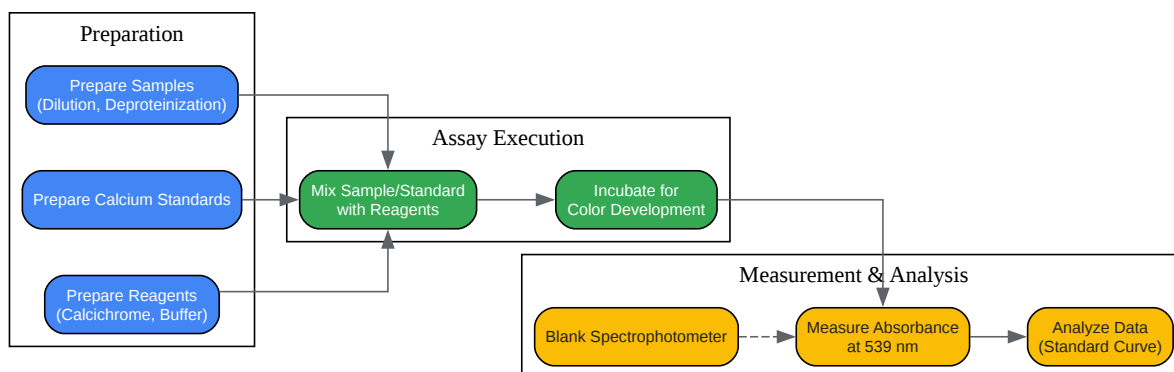 Preparation
Prepare Samples
(Dilution, Deproteinization)
Prepare Calcium Standards
Prepare Reagents
(Calcichrome, Buffer)
Assay Execution
Mix Sample/Standard
with Reagents
Incubate for
Color Development
Measurement & Analysis
Blank Spectrophotometer
Measure Absorbance
at 539 nm
Analyze Data
(Standard Curve)